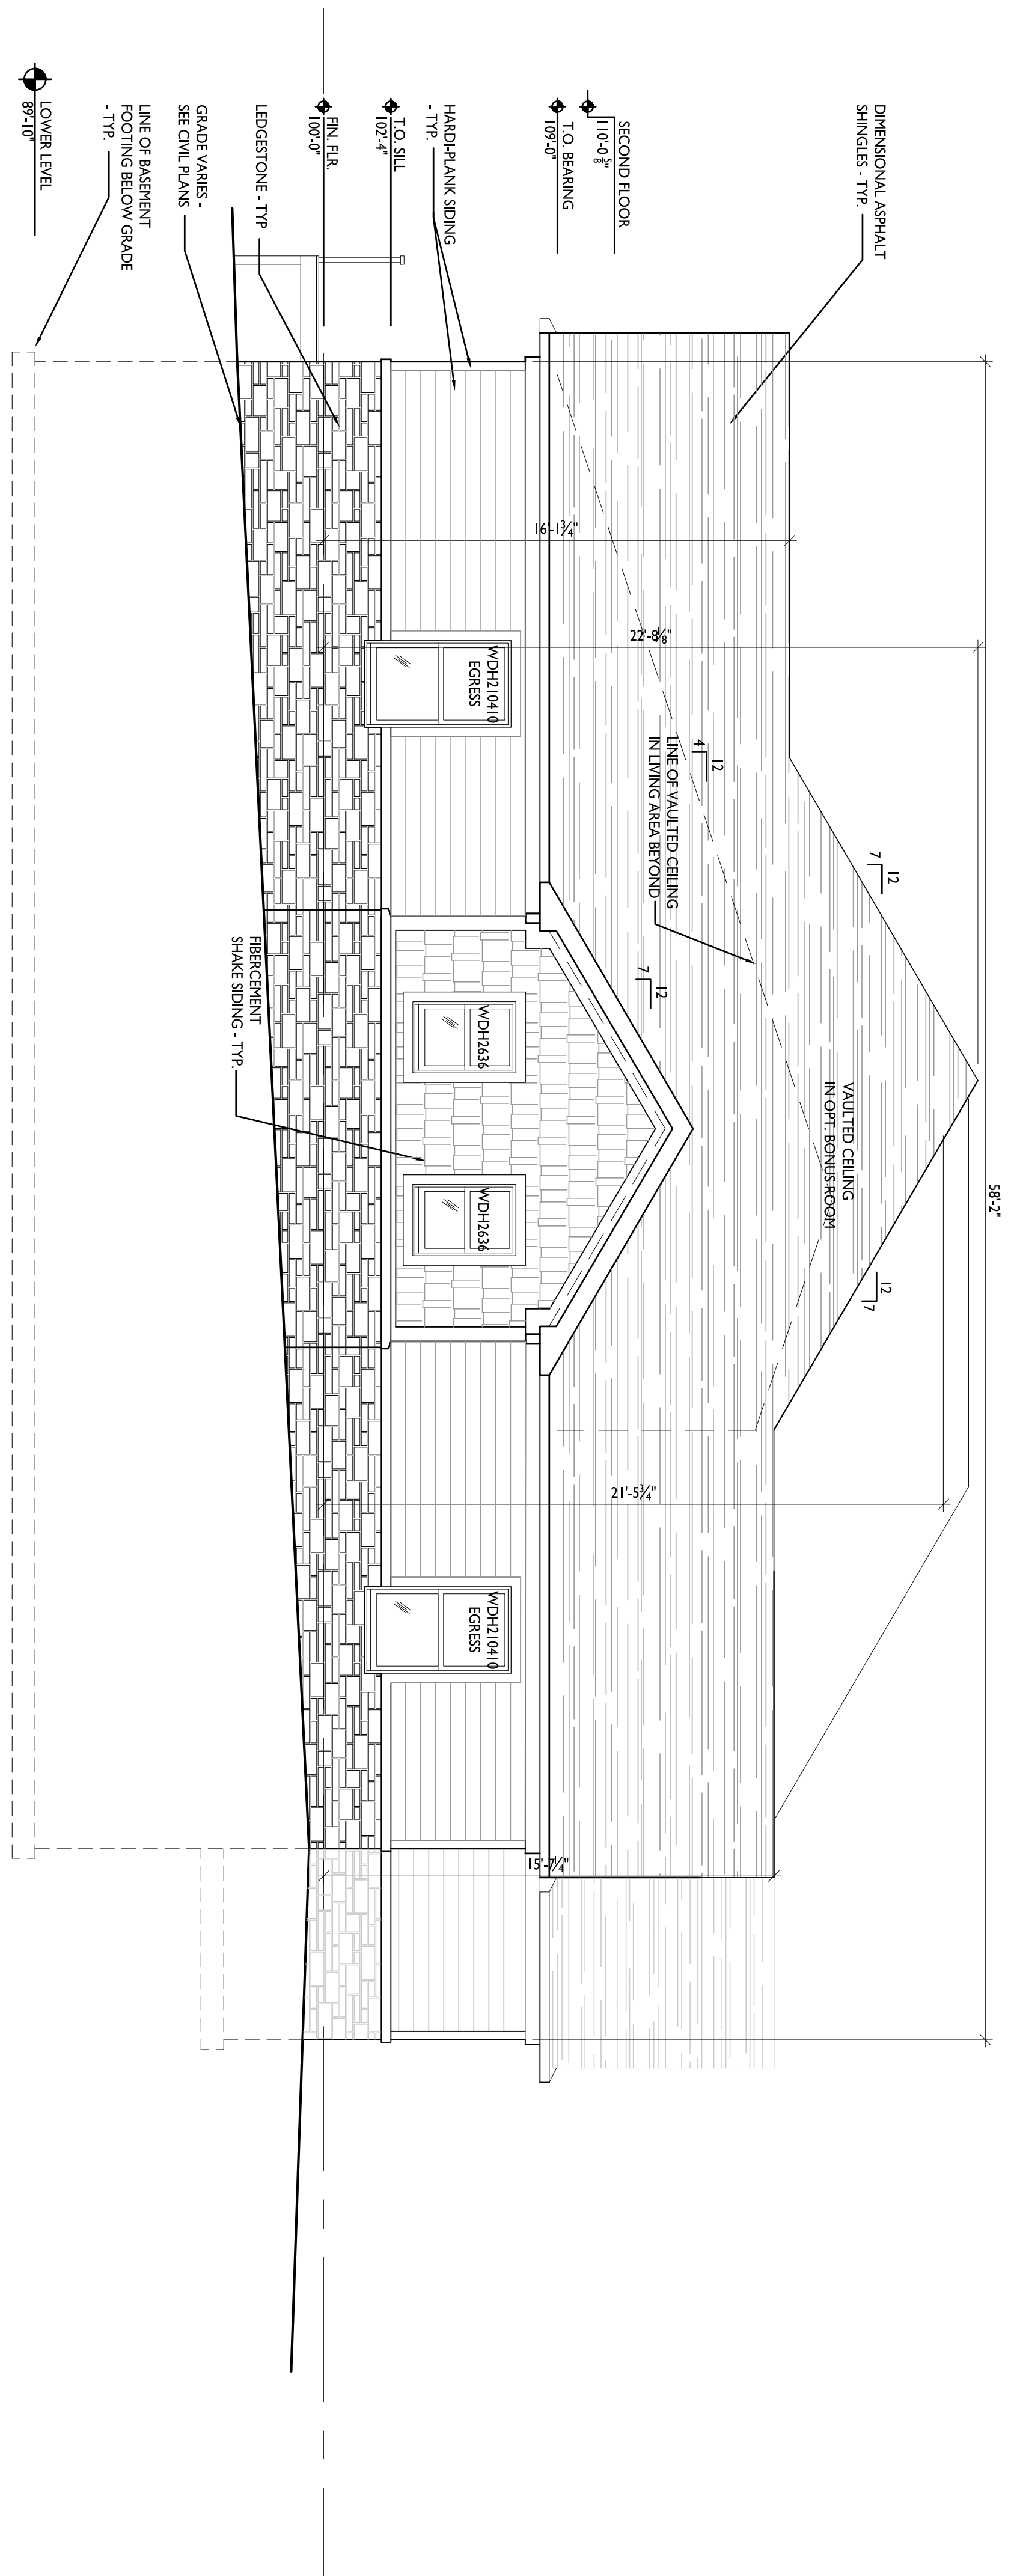 58'-2"
DIMENSIONAL ASPHALT
SHINGLES - TYP.
12
7
12
7
VAULTED CEILING
IN OPT. BONUS ROOM
12
4
LINE OF VAULTED CEILING
IN LIVING AREA BEYOND
12
7
22'-8⅛"
21'-5¾"
SECOND FLOOR
110'-0 ⅝"
T.O. BEARING
109'-0"
16'-1¾"
15'-7¼"
HARDI-PLANK SIDING
- TYP.
WDH210410
EGRESS
WDH2636
WDH2636
WDH210410
EGRESS
T.O. SILL
102'-4"
FIN. FLR.
100'-0"
LEDGESTONE - TYP
FIBERCEMENT
SHAKE SIDING - TYP.
GRADE VARIES -
SEE CIVIL PLANS
LINE OF BASEMENT
FOOTING BELOW GRADE
- TYP.
LOWER LEVEL
89'-10"